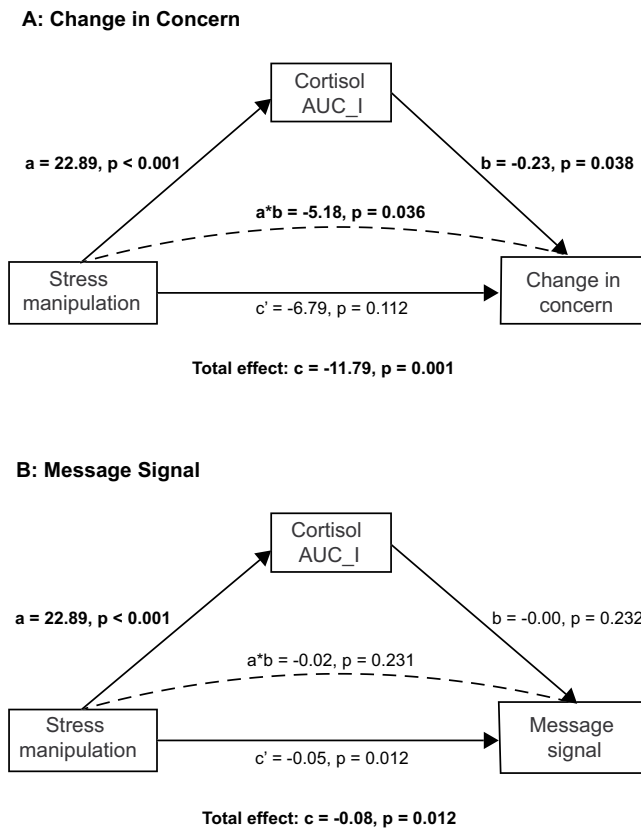 A: Change in Concern
Cortisol
AUC_I
a = 22.89, p < 0.001
b = -0.23, p = 0.038
a*b = -5.18, p = 0.036
Stress
manipulation
Change in
concern
c' = -6.79, p = 0.112
Total effect: c = -11.79, p = 0.001
B: Message Signal
Cortisol
AUC_I
a = 22.89, p < 0.001
b = -0.00, p = 0.232
a*b = -0.02, p = 0.231
Stress
manipulation
Message
signal
c' = -0.05, p = 0.012
Total effect: c = -0.08, p = 0.012